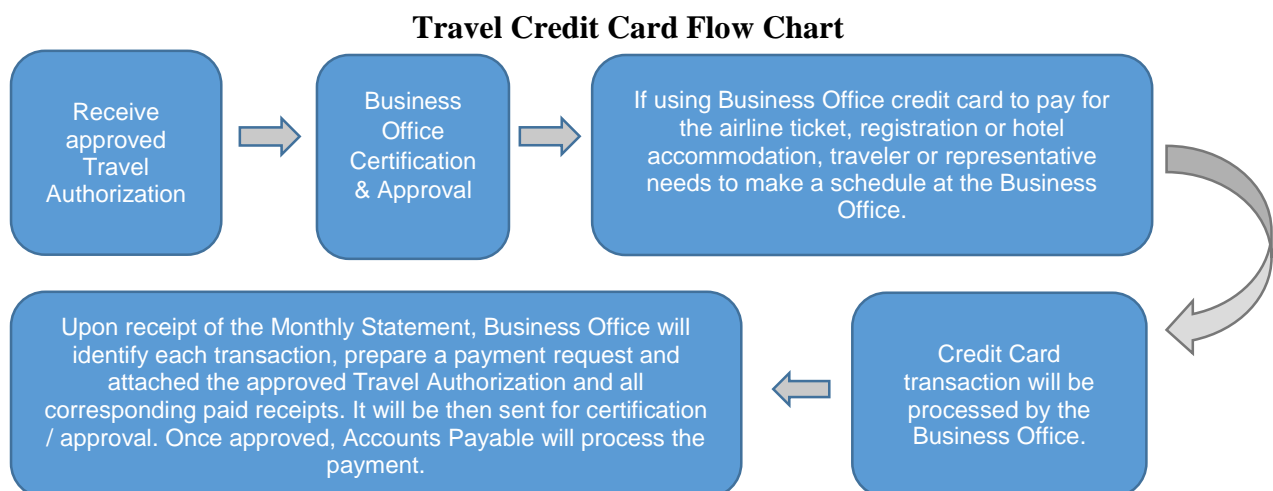 Travel Credit Card Flow Chart
Receive
approved
Travel
Authorization
Business
Office
Certification
& Approval
If using Business Office credit card to pay for
the airline ticket, registration or hotel
accommodation, traveler or representative
needs to make a schedule at the Business
Office.
Credit Card
transaction will be
processed by the
Business Office.
Upon receipt of the Monthly Statement, Business Office will
identify each transaction, prepare a payment request and
attached the approved Travel Authorization and all
corresponding paid receipts. It will be then sent for certification
/ approval. Once approved, Accounts Payable will process the
payment.